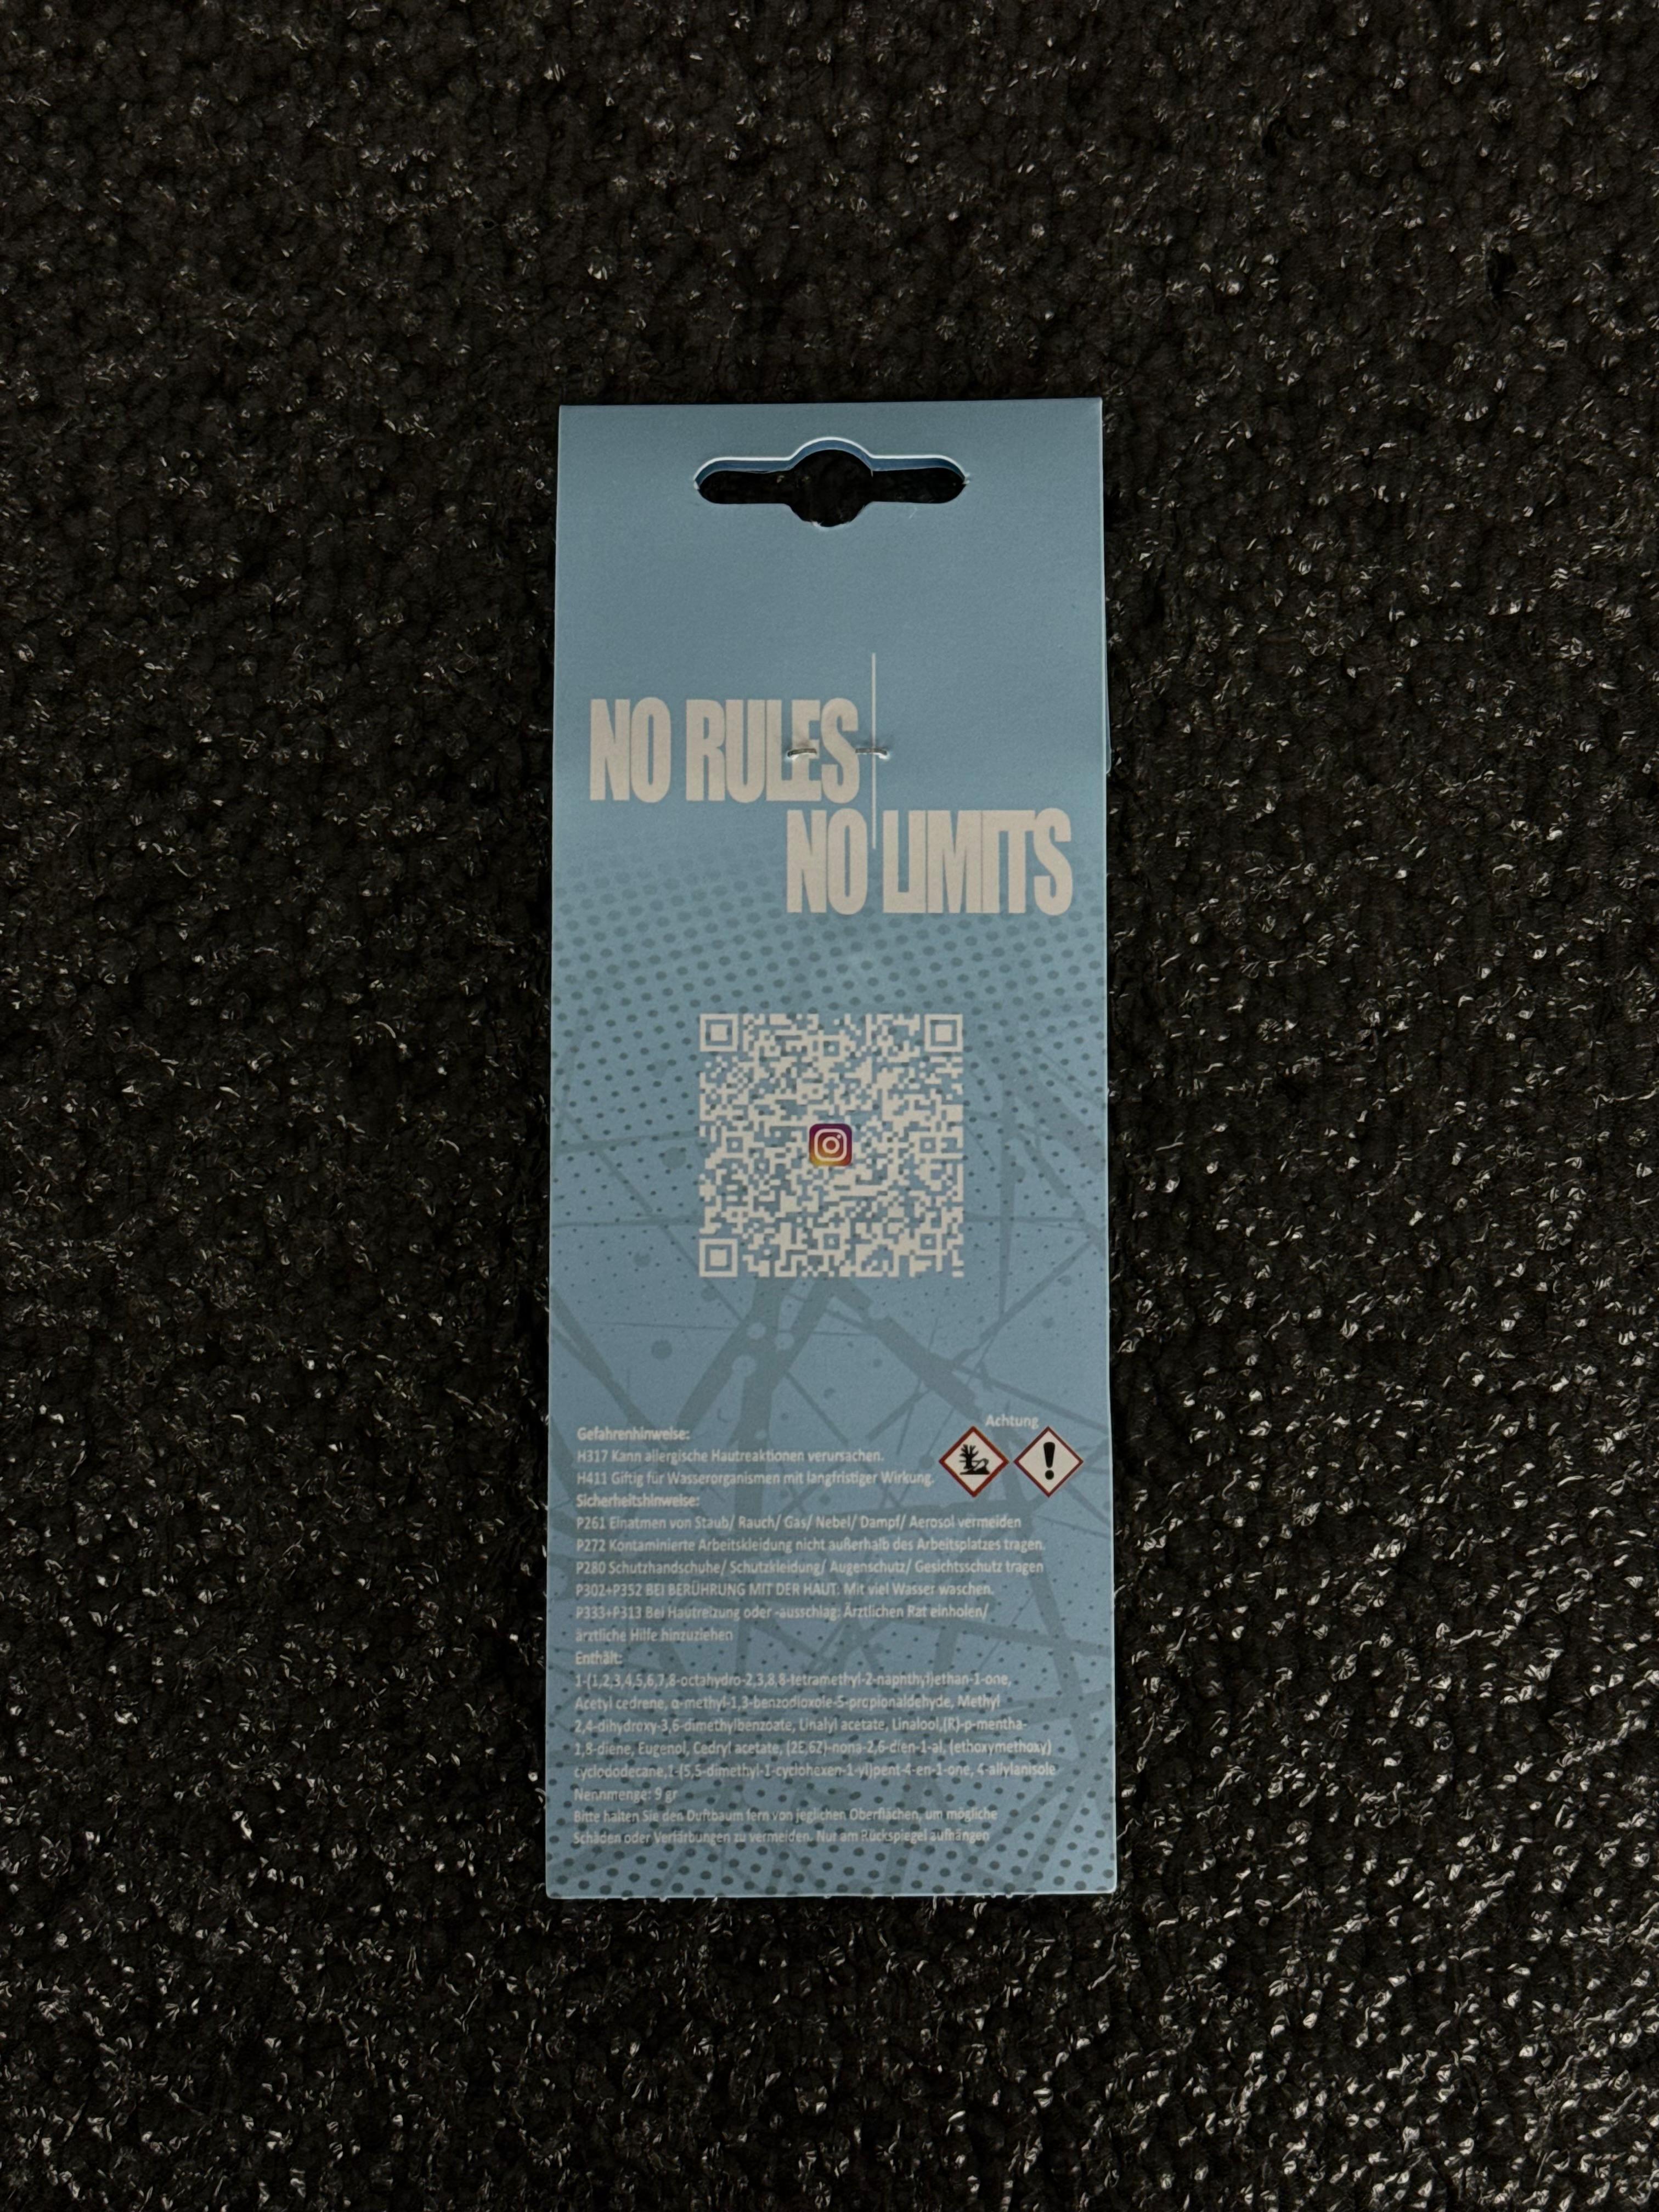 NO RULES
NO LIMITS
Achtung
Gefahrenhinweise:
H317 Kann allergische Hautreaktionen verursachen.
H411 Giftig für Wasserorganismen mit langfristiger Wirkung.
Sicherheitshinweise:
P261 Einatmen von Staub/ Rauch/ Gas/ Nebel/ Dampf/ Aerosol vermeiden
P272 Kontaminierte Arbeitskleidung nicht außerhalb des Arbeitsplatzes tragen.
P280 Schutzhandschuhe/ Schutzkleidung/ Augenschutz/ Gesichtsschutz tragen
P302+P352 BEI BERÜHRUNG MIT DER HAUT: Mit viel Wasser waschen.
P333+P313 Bei Hautreizung oder -ausschlag: Ärztlichen Rat einholen/
ärztliche Hilfe hinzuziehen
Enthält:
1-(1,2,3,4,5,6,7,8-octahydro-2,3,8,8-tetramethyl-2-naphthyl)ethan-1-one,
Acetyl cedrene, α-methyl-1,3-benzodioxole-5-propionaldehyde, Methyl
2,4-dihydroxy-3,6-dimethylbenzoate, Linalyl acetate, Linalool,(R)-p-mentha-
1,8-diene, Eugenol, Cedryl acetate, (2E,6Z)-nona-2,6-dien-1-al, (ethoxymethoxy)
cyclododecane,1-(5,5-dimethyl-1-cyclohexen-1-yl)pent-4-en-1-one, 4-allylanisole
Nennmenge: 9 gr
Bitte halten Sie den Duftbaum fern von jeglichen Oberflächen, um mögliche
Schäden oder Verfärbungen zu vermeiden. Nur am Rückspiegel aufhängen